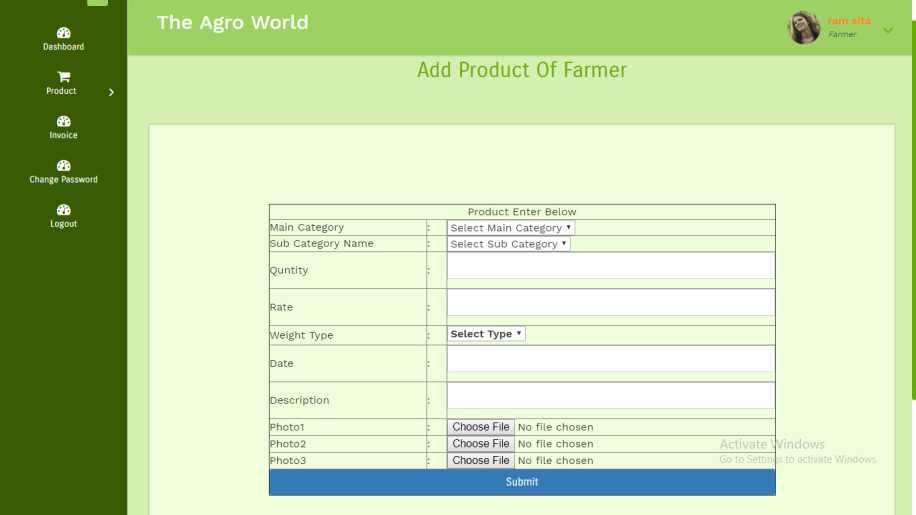 The Agro World
ram sita
Farmer
Dashboard
Product
Invoice
Change Password
Logout
Add Product Of Farmer
Product Enter Below
Main Category : Select Main Category
Sub Category Name : Select Sub Category
Quntity :
Rate :
Weight Type : Select Type
Date :
Description :
Photo1 : Choose File No file chosen
Photo2 : Choose File No file chosen
Photo3 : Choose File No file chosen
Submit
Activate Windows
Go to Settings to activate Windows.